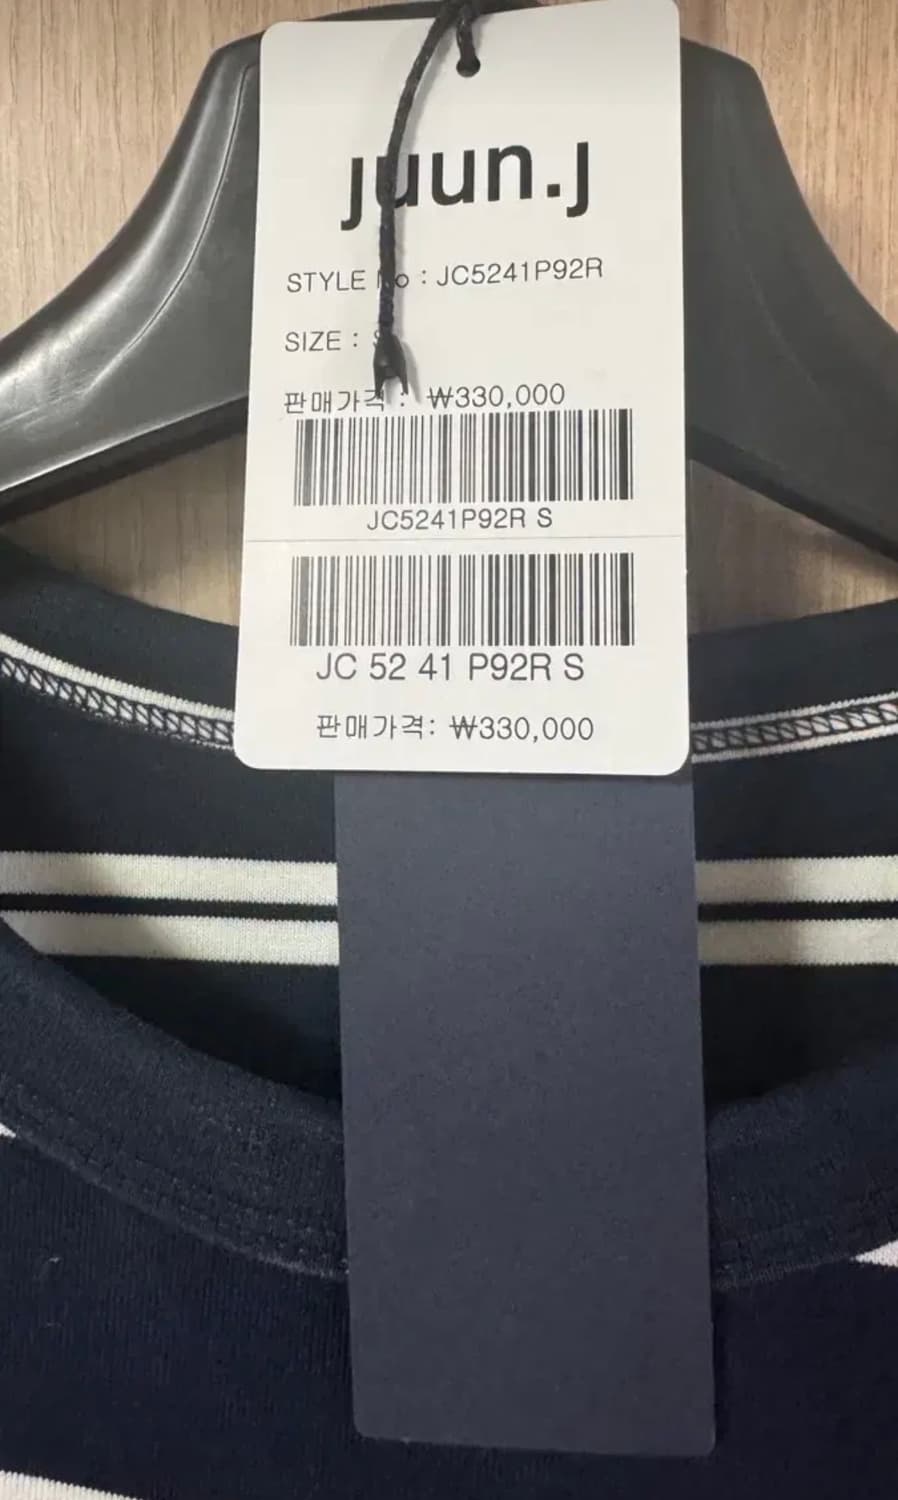 juun.j
STYLE No : JC5241P92R
SIZE : S
판매가격 : ₩330,000
JC5241P92R S
JC 52 41 P92R S
판매가격: ₩330,000